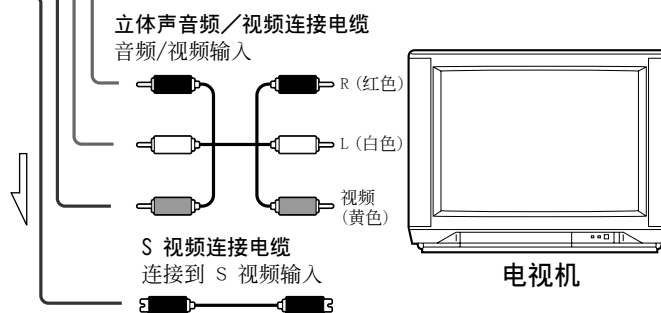 立体声音频／视频连接电缆
音频/视频输入
R (红色)
L (白色)
视频
(黄色)
S 视频连接电缆
连接到 S 视频输入
电视机